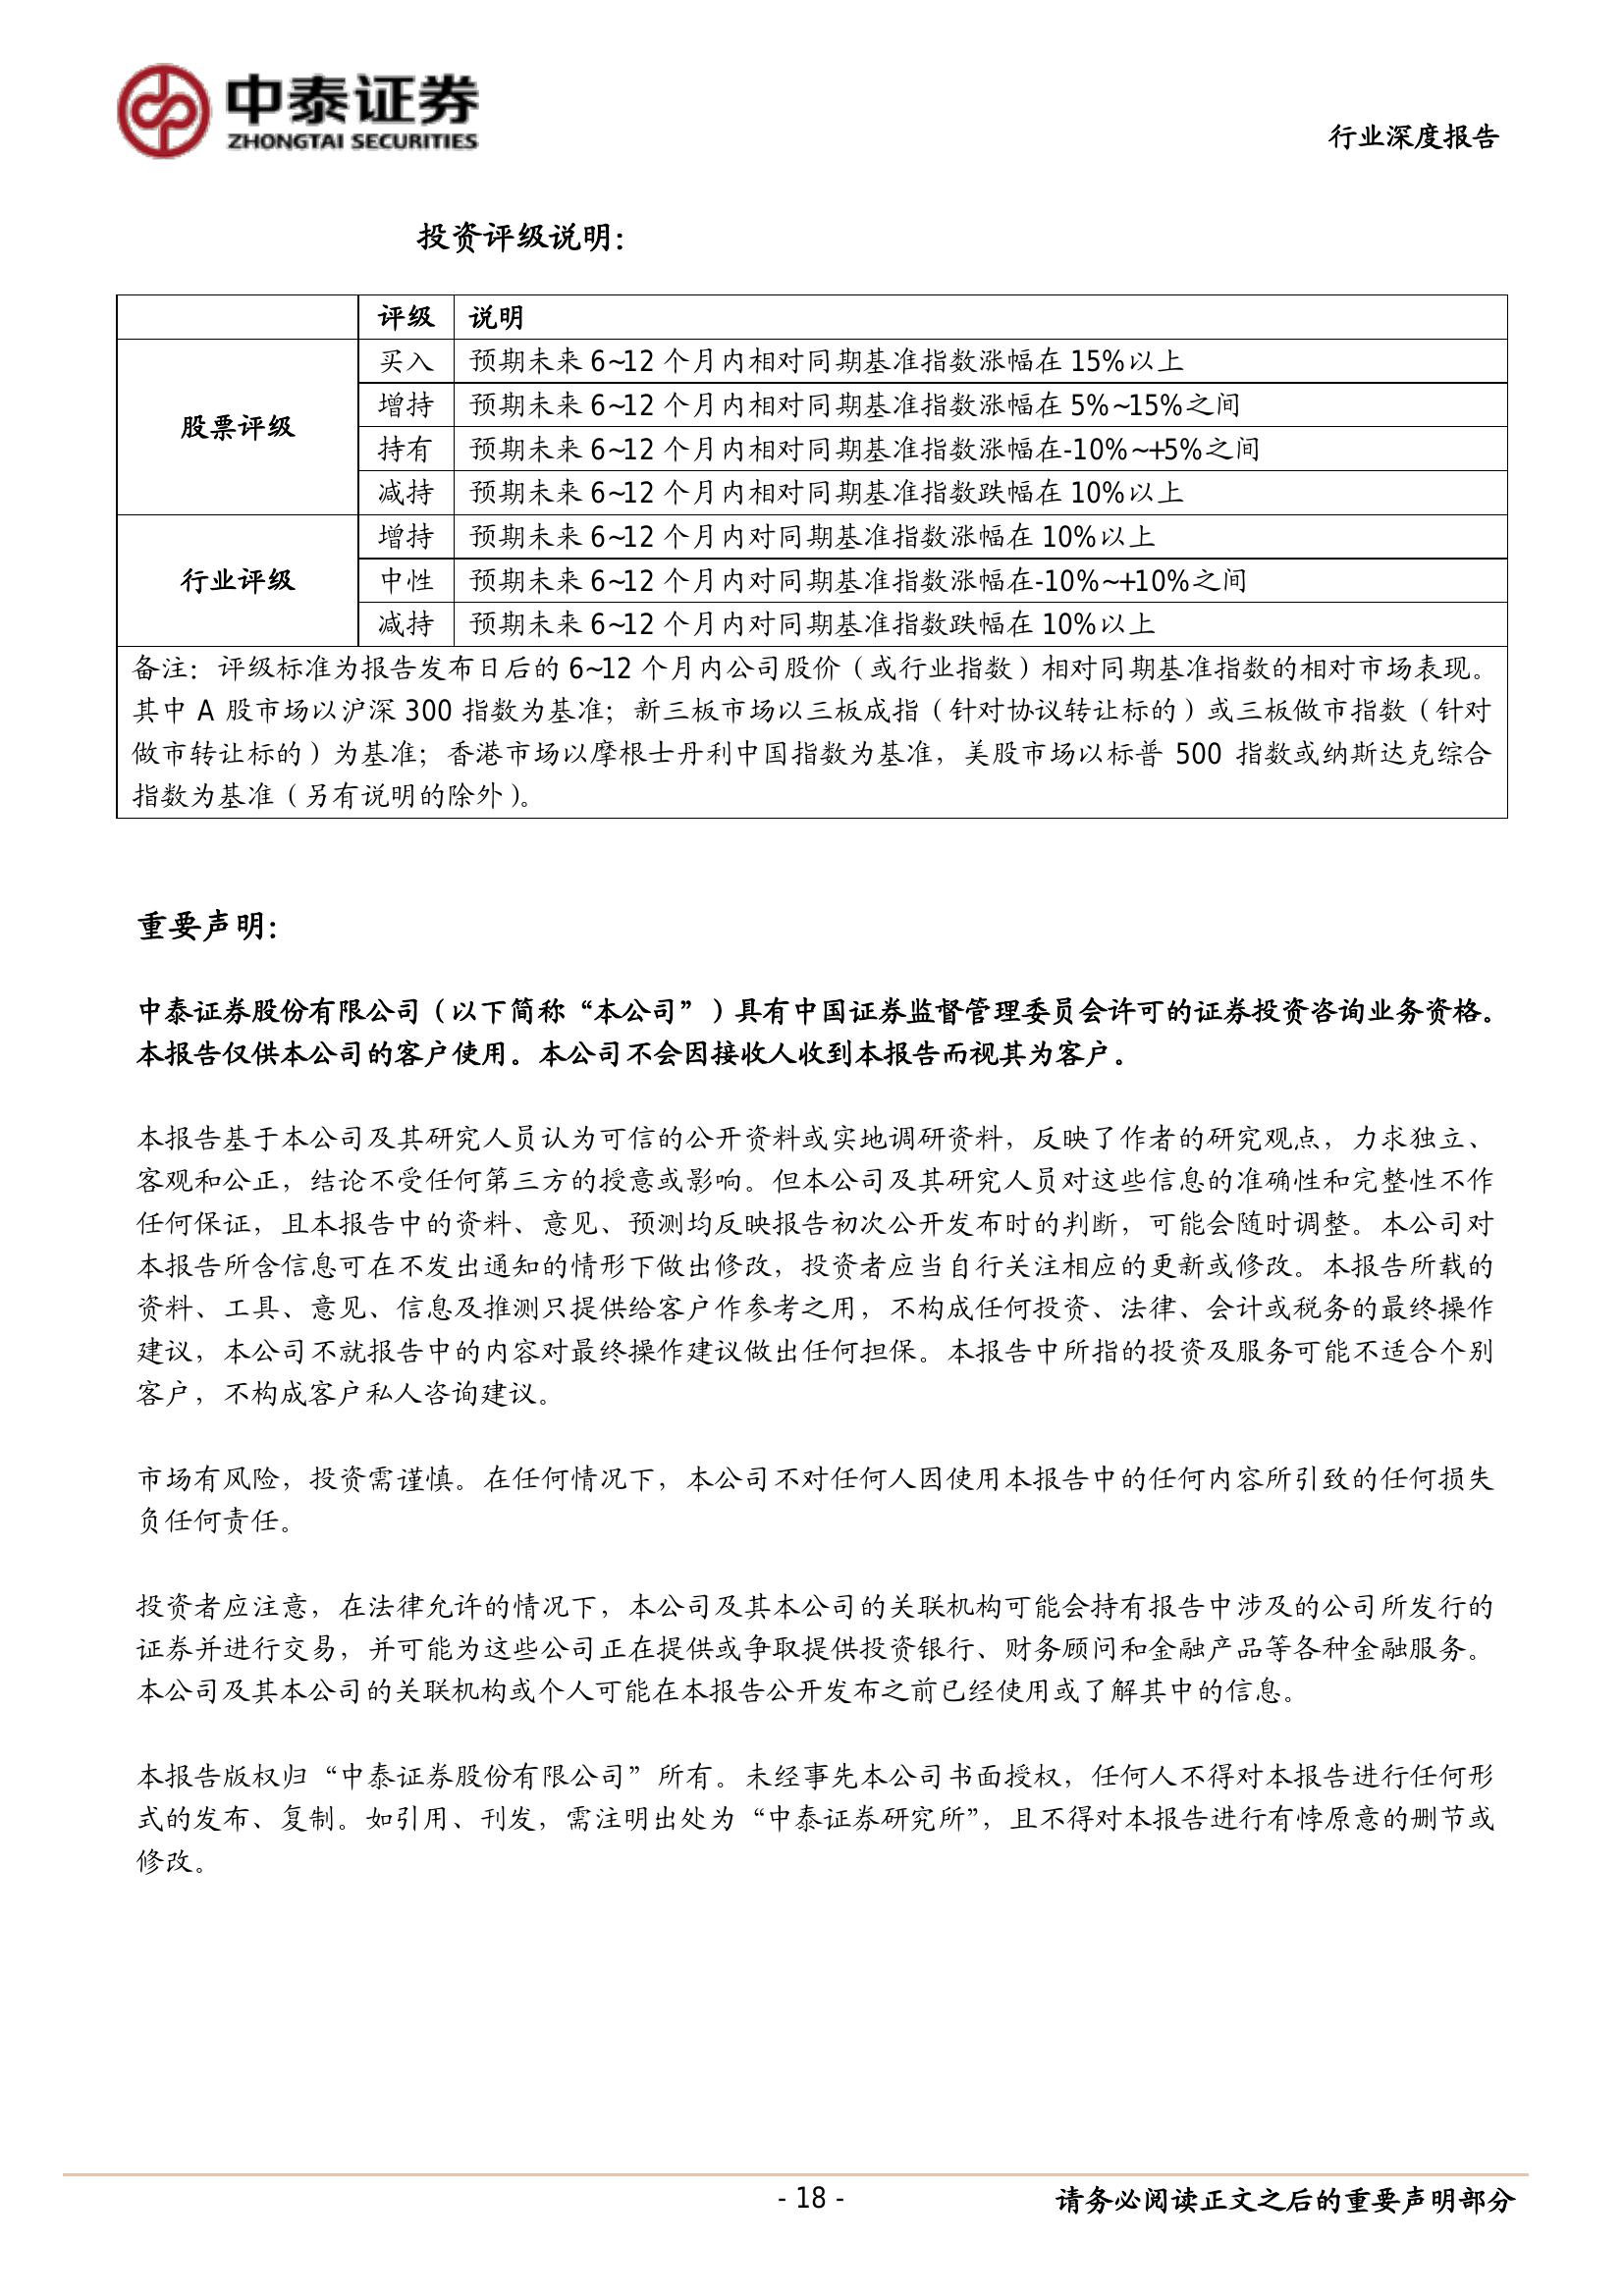 中泰证券
ZHONGTAI SECURITIES
行业深度报告
投资评级说明：
评级 说明
股票评级
买入 预期未来 6~12 个月内相对同期基准指数涨幅在 15%以上
增持 预期未来 6~12 个月内相对同期基准指数涨幅在 5%~15%之间
持有 预期未来 6~12 个月内相对同期基准指数涨幅在-10%~+5%之间
减持 预期未来 6~12 个月内相对同期基准指数跌幅在 10%以上
行业评级
增持 预期未来 6~12 个月内对同期基准指数涨幅在 10%以上
中性 预期未来 6~12 个月内对同期基准指数涨幅在-10%~+10%之间
减持 预期未来 6~12 个月内对同期基准指数跌幅在 10%以上
备注：评级标准为报告发布日后的 6~12 个月内公司股价（或行业指数）相对同期基准指数的相对市场表现。
其中 A 股市场以沪深 300 指数为基准；新三板市场以三板成指（针对协议转让标的）或三板做市指数（针对
做市转让标的）为基准；香港市场以摩根士丹利中国指数为基准，美股市场以标普 500 指数或纳斯达克综合
指数为基准（另有说明的除外）。
重要声明：
中泰证券股份有限公司（以下简称“本公司”）具有中国证券监督管理委员会许可的证券投资咨询业务资格。
本报告仅供本公司的客户使用。本公司不会因接收人收到本报告而视其为客户。
本报告基于本公司及其研究人员认为可信的公开资料或实地调研资料，反映了作者的研究观点，力求独立、
客观和公正，结论不受任何第三方的授意或影响。但本公司及其研究人员对这些信息的准确性和完整性不作
任何保证，且本报告中的资料、意见、预测均反映报告初次公开发布时的判断，可能会随时调整。本公司对
本报告所含信息可在不发出通知的情形下做出修改，投资者应当自行关注相应的更新或修改。本报告所载的
资料、工具、意见、信息及推测只提供给客户作参考之用，不构成任何投资、法律、会计或税务的最终操作
建议，本公司不就报告中的内容对最终操作建议做出任何担保。本报告中所指的投资及服务可能不适合个别
客户，不构成客户私人咨询建议。
市场有风险，投资需谨慎。在任何情况下，本公司不对任何人因使用本报告中的任何内容所引致的任何损失
负任何责任。
投资者应注意，在法律允许的情况下，本公司及其本公司的关联机构可能会持有报告中涉及的公司所发行的
证券并进行交易，并可能为这些公司正在提供或争取提供投资银行、财务顾问和金融产品等各种金融服务。
本公司及其本公司的关联机构或个人可能在本报告公开发布之前已经使用或了解其中的信息。
本报告版权归“中泰证券股份有限公司”所有。未经事先本公司书面授权，任何人不得对本报告进行任何形
式的发布、复制。如引用、刊发，需注明出处为“中泰证券研究所”，且不得对本报告进行有悖原意的删节或
修改。
- 18 -
请务必阅读正文之后的重要声明部分